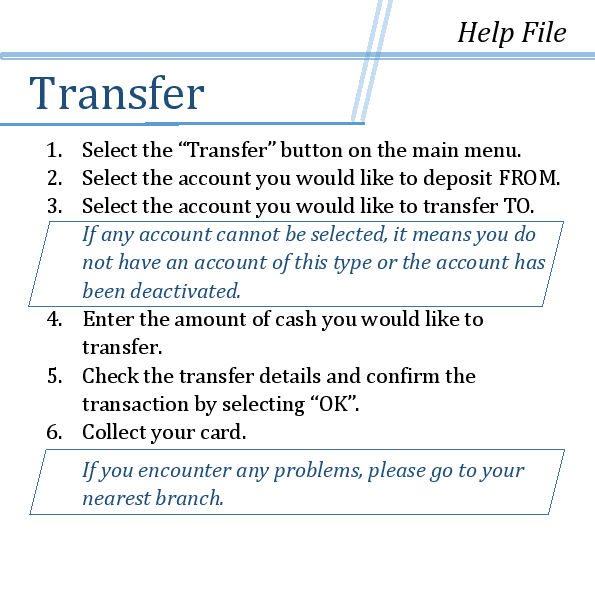 Help File
Transfer
1. Select the “Transfer” button on the main menu.
2. Select the account you would like to deposit FROM.
3. Select the account you would like to transfer TO.
If any account cannot be selected, it means you do
not have an account of this type or the account has
been deactivated.
4. Enter the amount of cash you would like to
transfer.
5. Check the transfer details and confirm the
transaction by selecting “OK”.
6. Collect your card.
If you encounter any problems, please go to your
nearest branch.